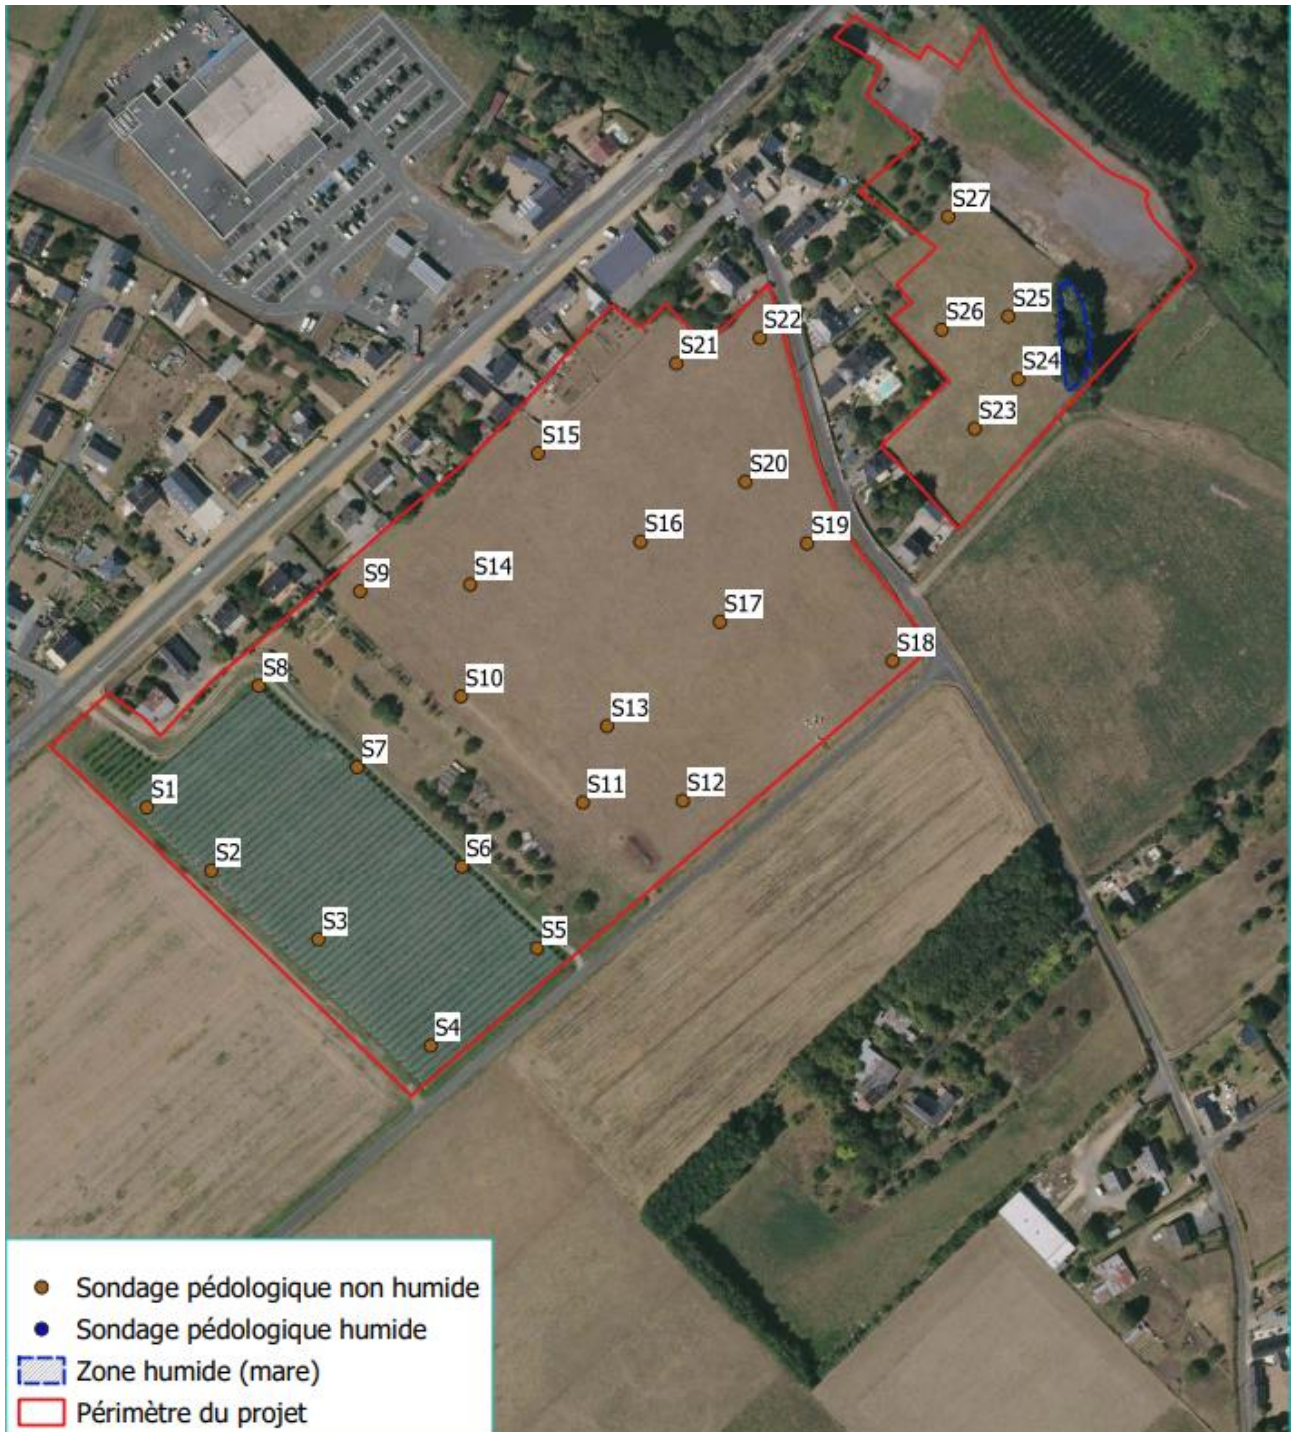 S27
S25
S26
S22
S21
S24
S23
S15
S20
S16
S19
S14
S9
S17
S18
S8
S10
S13
S7
S11
S12
S1
S6
S2
S3
S5
S4
Sondage pédologique non humide
Sondage pédologique humide
Zone humide (mare)
Périmètre du projet